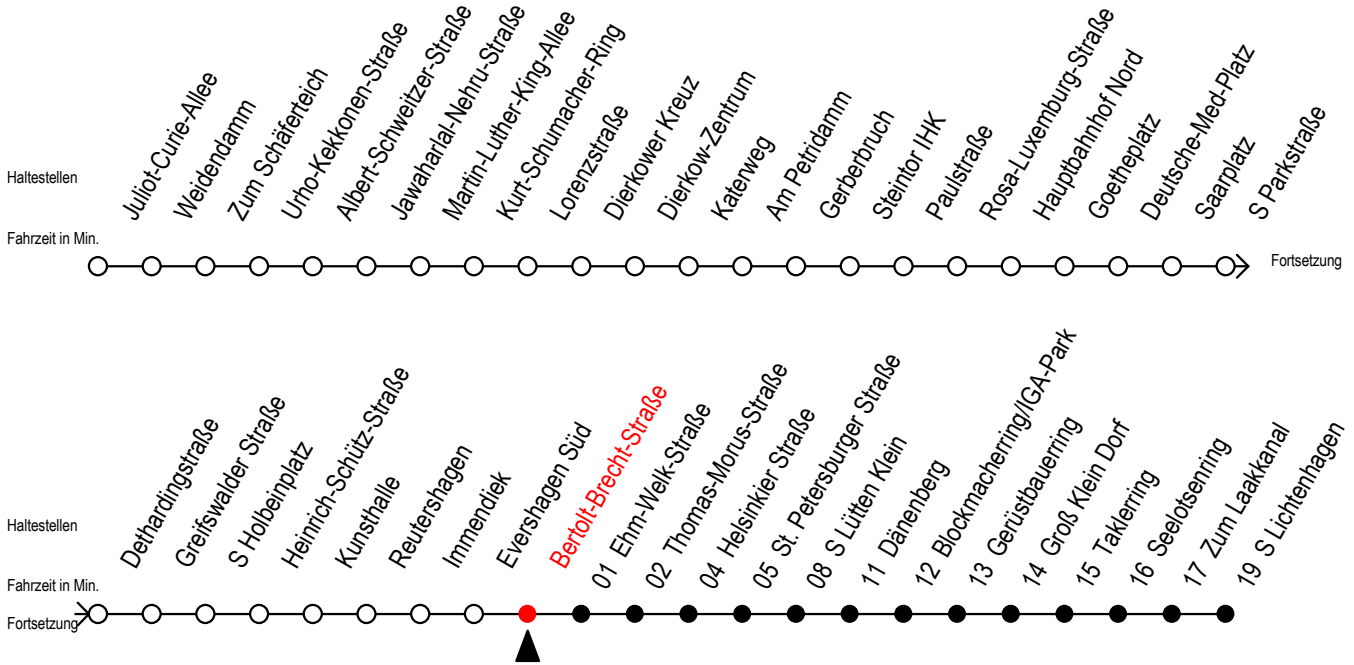 Haltestellen
Juliot-Curie-Allee
Weidendamm
Zum Schäferteich
Urho-Kekkonen-Straße
Albert-Schweitzer-Straße
Jawaharlal-Nehru-Straße
Martin-Luther-King-Allee
Kurt-Schumacher-Ring
Lorenzstraße
Dierkower Kreuz
Dierkow-Zentrum
Katenweg
Am Petridamm
Gerberbruch
Steintor IHK
Paulstraße
Rosa-Luxemburg-Straße
Hauptbahnhof Nord
Goetheplatz
Deutsche-Med-Platz
Saarplatz
S Parkstraße
Fahrzeit in Min.
Fortsetzung
Haltestellen
Dethardingstraße
Greifswalder Straße
S Holbeinplatz
Heinrich-Schütz-Straße
Kunsthalle
Reutershagen
Immendiek
Evershagen Süd
Bertolt-Brecht-Straße
01 Ehm-Welk-Straße
02 Thomas-Morus-Straße
04 Helsinkier Straße
05 St. Petersburger Straße
08 S Lütten Klein
11 Dänenberg
12 Blockmacherring/IGA-Park
13 Gerüstbauerring
14 Groß Klein Dorf
15 Taklerring
16 Seelotsenring
17 Zum Laakkanal
19 S Lichtenhagen
Fahrzeit in Min.
Fortsetzung